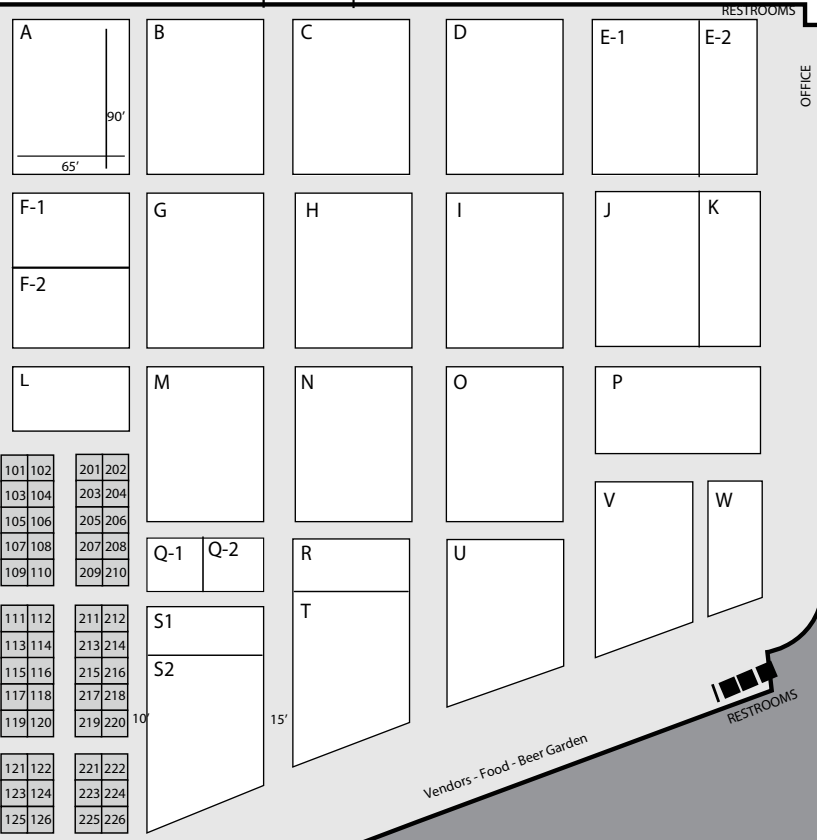 RESTROOMS
A
B
C
D
E-1
E-2
OFFICE
90’
65’
F-1
G
H
I
J
K
F-2
L
M
N
O
P
101 102
201 202
103 104
203 204
105 106
205 206
107 108
207 208
109 110
209 210
V
W
Q-1
Q-2
R
U
111 112
211 212
S1
T
113 114
213 214
115 116
215 216
S2
117 118
217 218
119 120
219 220
10’
15’
RESTROOMS
Vendors - Food - Beer Garden
121 122
221 222
123 124
223 224
125 126
225 226